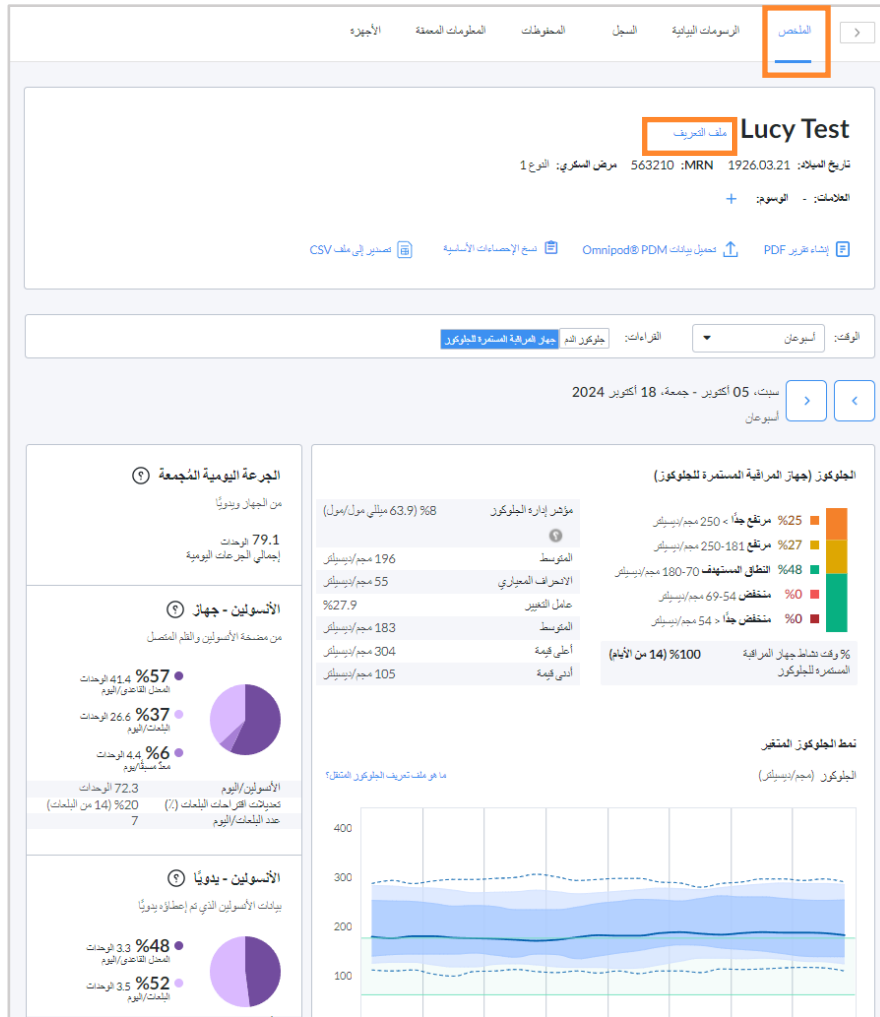 الملخص
الرسومات البيانية
السجل
المحفوظات
المعلومات المعمقة
الأجهزة
Lucy Test ملف التعريف
تاريخ الميلاد: 1926.03.21 MRN: 563210 مرض السكري: النوع 1
العلامات: - الوسوم: +
إنشاء تقرير PDF
تحميل بيانات Omnipod® PDM
نسخ الإحصاءات الأساسية
تصدير إلى ملف CSV
الوقت: أسبوعان
القراءات: جلوكوز الدم جهاز المراقبة المستمرة للجلوكوز
سبت، 05 أكتوبر - جمعة، 18 أكتوبر 2024
أسبوعان
الجلوكوز (جهاز المراقبة المستمرة للجلوكوز)
%25 مرتفع جدًا > 250 مجم/ديسيلتر
%27 مرتفع 181-250 مجم/ديسيلتر
%48 النطاق المستهدف 70-180 مجم/ديسيلتر
%0 منخفض 54-69 مجم/ديسيلتر
%0 منخفض جدًا < 54 مجم/ديسيلتر
% وقت نشاط جهاز المراقبة المستمرة للجلوكوز
%100 (14 من الأيام)
مؤشر إدارة الجلوكوز %8 (63.9 ميللي مول/مول)
المتوسط 196 مجم/ديسيلتر
الانحراف المعياري 55 مجم/ديسيلتر
عامل التغيير %27.9
المتوسط 183 مجم/ديسيلتر
أعلى قيمة 304 مجم/ديسيلتر
أدنى قيمة 105 مجم/ديسيلتر
نمط الجلوكوز المتغير
الجلوكوز (مجم/ديسيلتر)
ما هو ملف تعريف الجلوكوز المتنقل؟
400
300
200
100
الجرعة اليومية المُجمعة
من الجهاز ويدويًا
79.1 الوحدات
إجمالي الجرعات اليومية
الأنسولين - جهاز
من مضخة الأنسولين والقلم المتصل
%57 41.4 الوحدات
المعدل القاعدي/اليوم
%37 26.6 الوحدات
البلعات/اليوم
%6 4.4 الوحدات
معدّ مسبقًا/يوم
الأنسولين/اليوم 72.3 الوحدات
تعديلات اقتراحات البلعات (٪) %20 (14 من البلعات)
عدد البلعات/اليوم 7
الأنسولين - يدويًا
بيانات الأنسولين الذي تم إعطاؤه يدويًا
%48 3.3 الوحدات
المعدل القاعدي/اليوم
%52 3.5 الوحدات
البلعات/اليوم